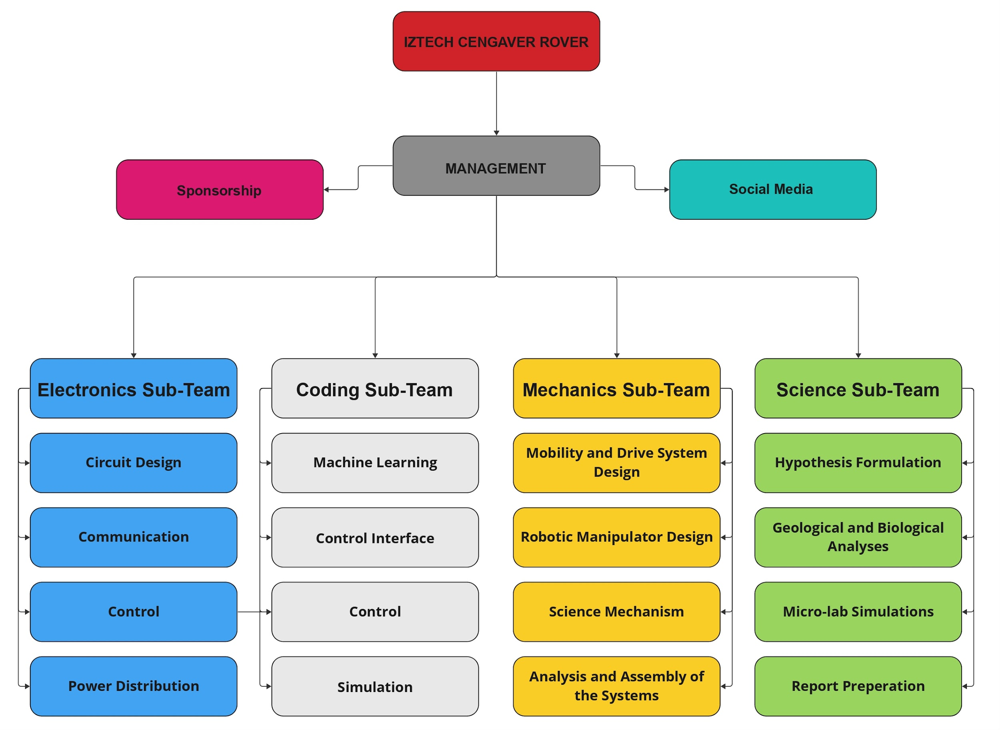 IZTECH CENGAVER ROVER
MANAGEMENT
Sponsorship
Social Media
Electronics Sub-Team
Circuit Design
Communication
Control
Power Distribution
Coding Sub-Team
Machine Learning
Control Interface
Control
Simulation
Mechanics Sub-Team
Mobility and Drive System
Design
Robotic Manipulator Design
Science Mechanism
Analysis and Assembly of
the Systems
Science Sub-Team
Hypothesis Formulation
Geological and Biological
Analyses
Micro-lab Simulations
Report Preperation